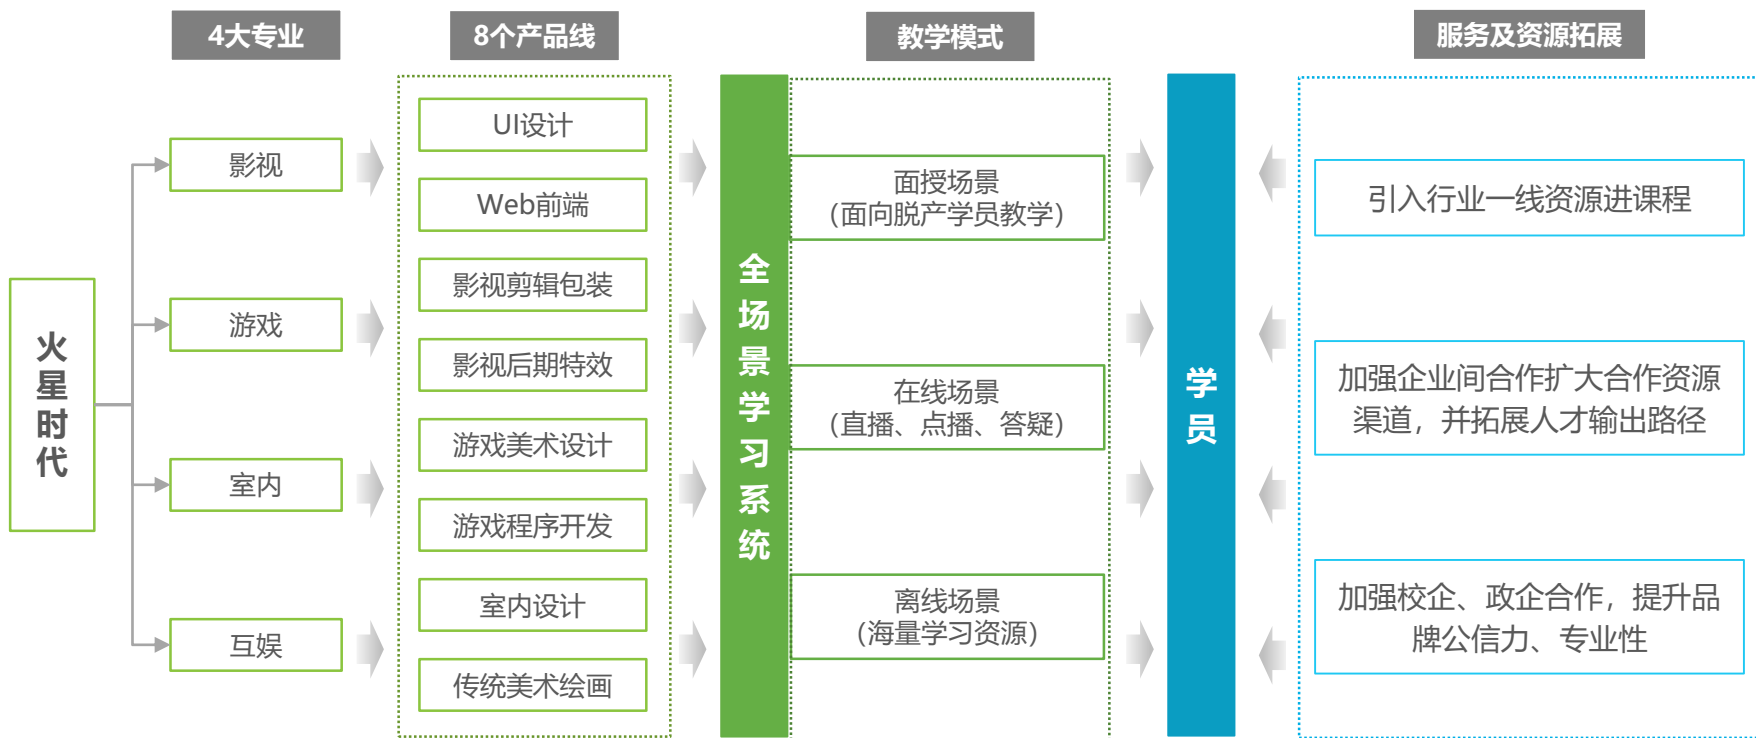 4大专业
8个产品线
教学模式
服务及资源拓展
火
星
时
代
影视
游戏
室内
互娱
UI设计
Web前端
影视剪辑包装
影视后期特效
游戏美术设计
游戏程序开发
室内设计
传统美术绘画
全
场
景
学
习
系
统
面授场景
（面向脱产学员教学）
在线场景
（直播、点播、答疑）
离线场景
（海量学习资源）
学
员
引入行业一线资源进课程
加强企业间合作扩大合作资源
渠道，并拓展人才输出路径
加强校企、政企合作，提升品
牌公信力、专业性